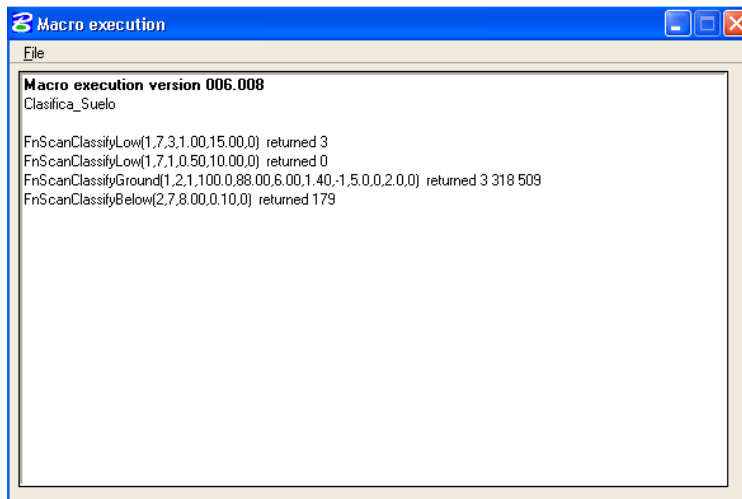 Macro execution
File
Macro execution version 006.008
Clasifica_Suelo
FnScanClassifyLow(1,7,3,1.00,15.00,0) returned 3
FnScanClassifyLow(1,7,1,0.50,10.00,0) returned 0
FnScanClassifyGround(1,2,1,100.0,88.00,6.00,1.40,-1,5.0,0,2.0,0) returned 3 318 509
FnScanClassifyBelow(2,7,8.00,0.10,0) returned 179